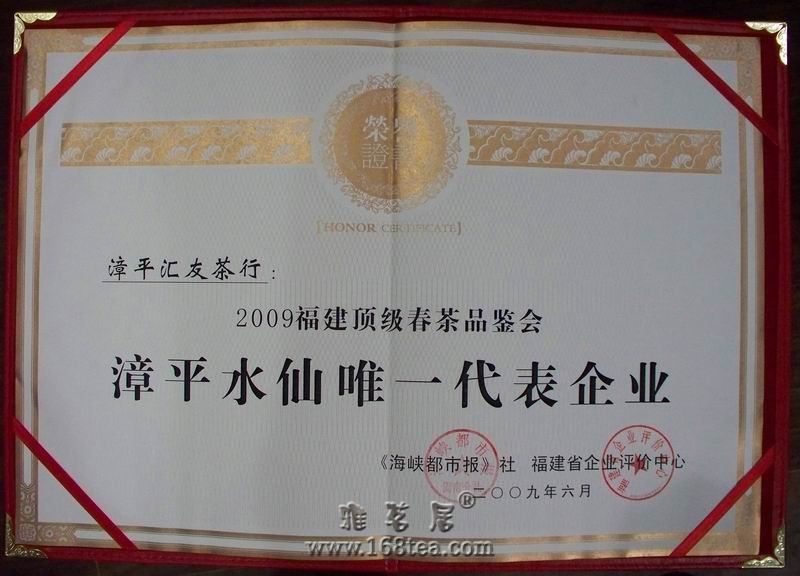 榮譽
證書
[HONOR CERTIFICATE]
漳平汇友茶行：
2009福建顶级春茶品鉴会
漳平水仙唯一代表企业
《海峡都市报》社 福建省企业评价中心
二〇〇九年六月
雅茗居®
www.168tea.com